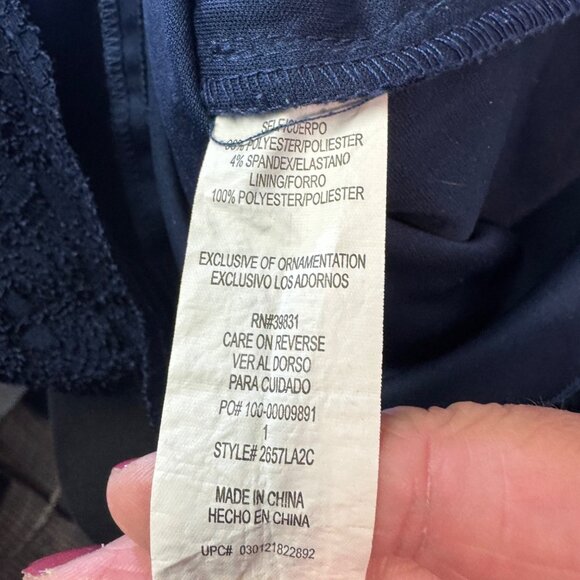 SELF/CUERPO
96% POLYESTER/POLIESTER
4% SPANDEX/ELASTANO
LINING/FORRO
100% POLYESTER/POLIESTER
EXCLUSIVE OF ORNAMENTATION
EXCLUSIVO LOS ADORNOS
RN#39831
CARE ON REVERSE
VER AL DORSO
PARA CUIDADO
PO# 100-00009891
1
STYLE# 2657LA2C
MADE IN CHINA
HECHO EN CHINA
UPC# 030121822892